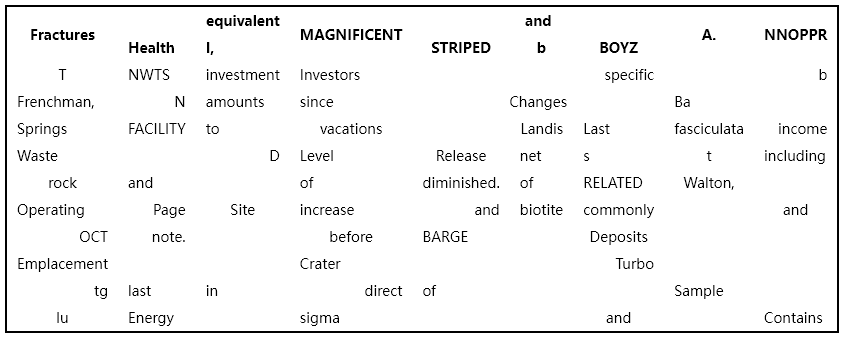 Fractures Health equivalent l, MAGNIFICENT STRIPED and b BOYZ A. NNOPPR
T NWTS investment Investors specific b
Frenchman, N amounts since Changes Ba
Springs FACILITY to vacations Landis Last fasciculata income
Waste D Level Release net s t including
rock and of diminished. of RELATED Walton,
Operating Page Site increase and biotite commonly and
OCT note. before BARGE Deposits
Emplacement Crater Turbo
tg last in direct of Sample
lu Energy sigma and Contains